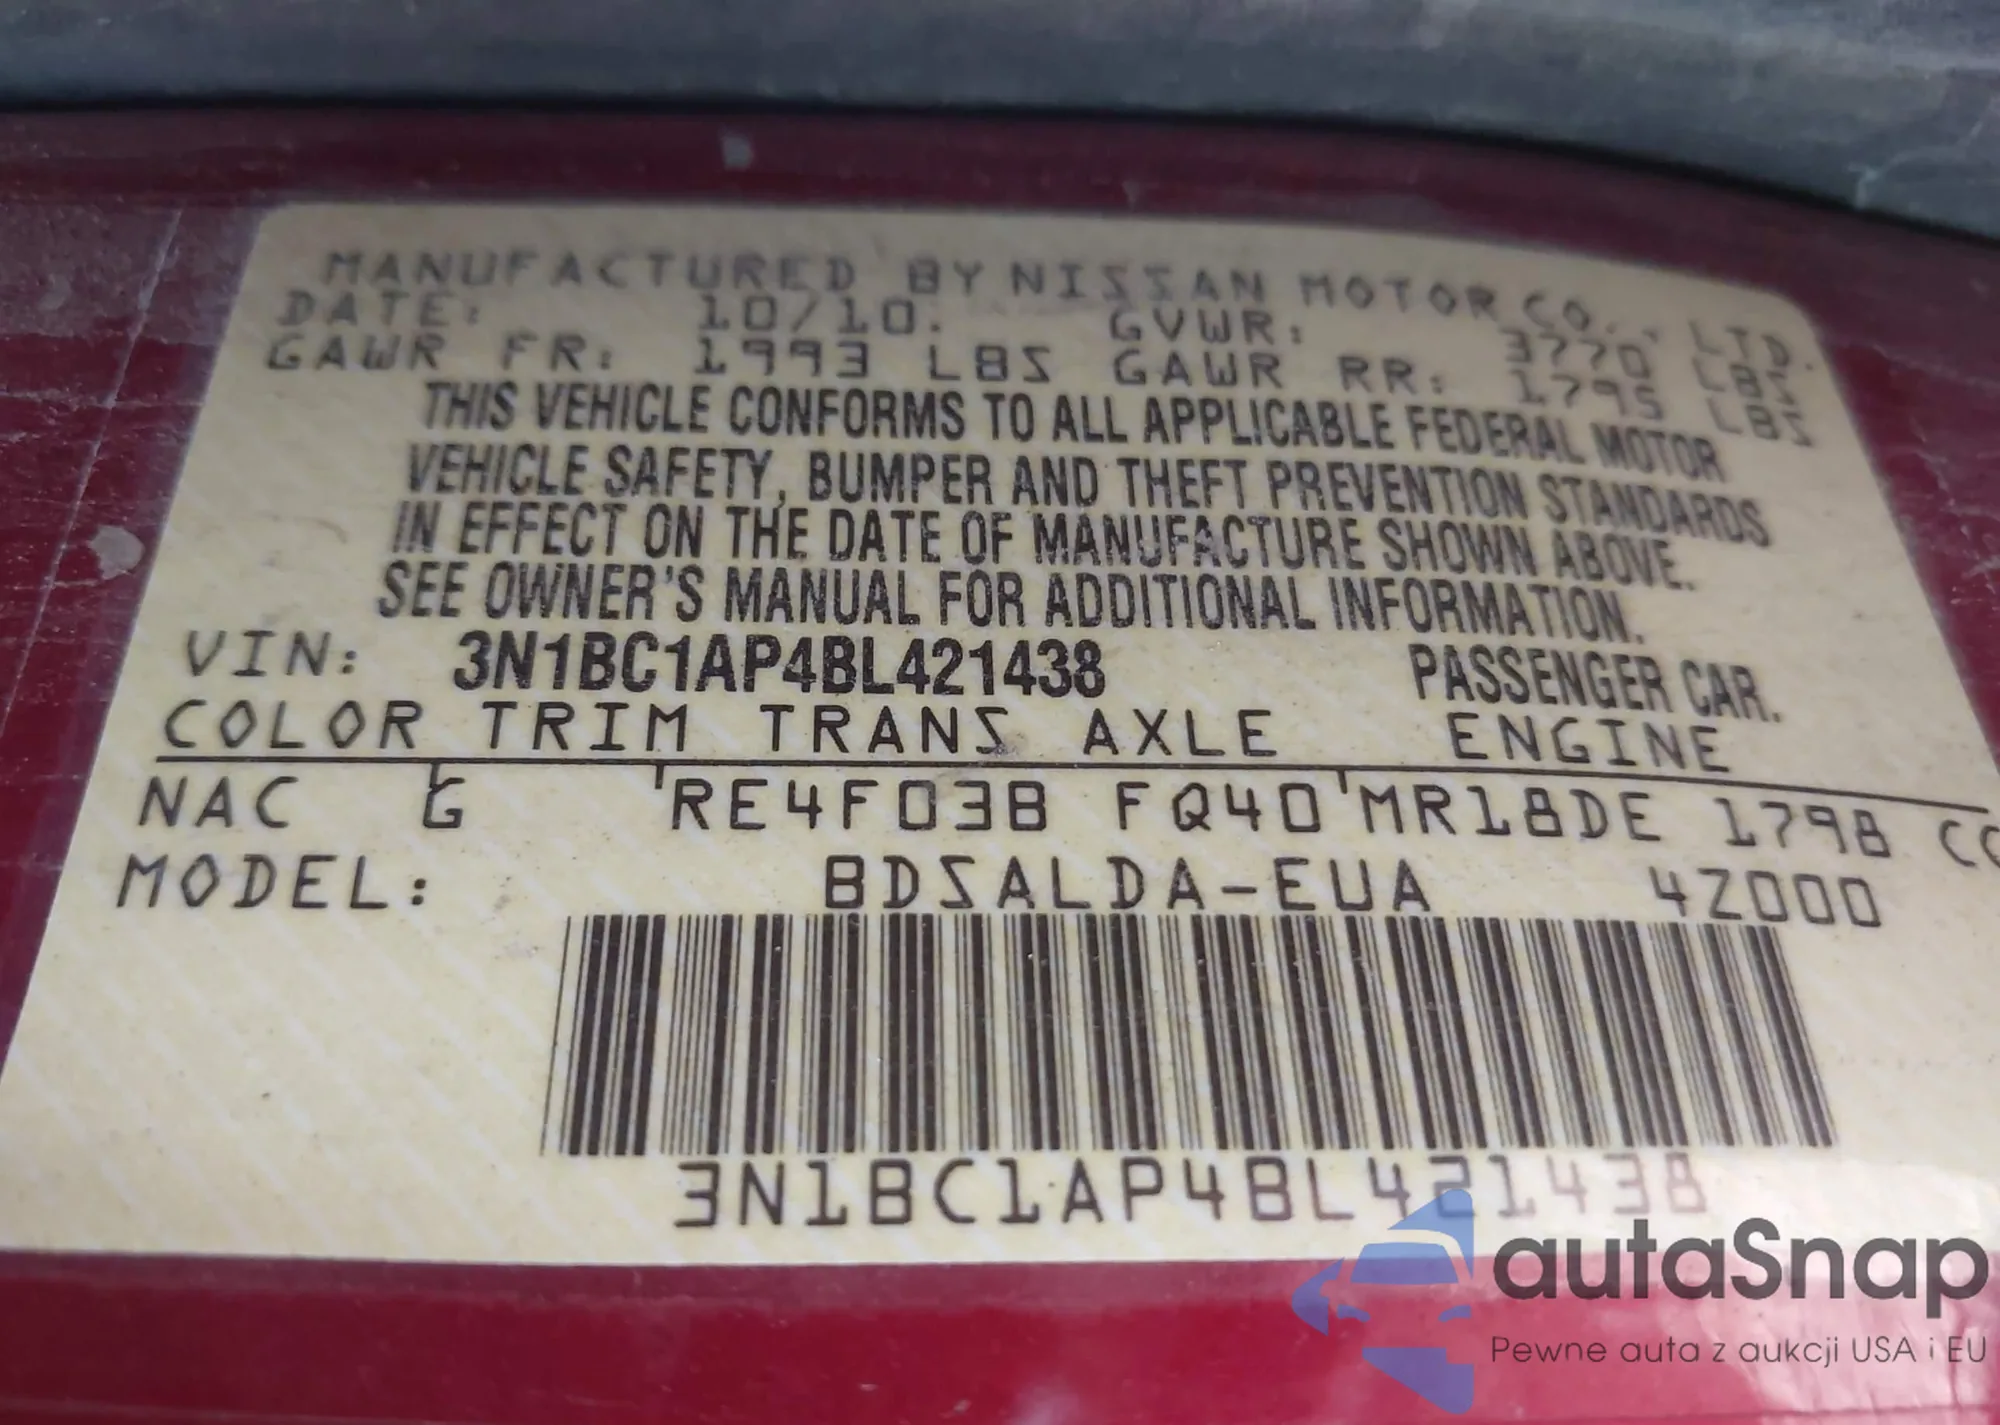 MANUFACTURED BY NISSAN MOTOR CO., LTD.
DATE: 10/10. GVWR: 3770 LBS
GAWR FR: 1993 LBS GAWR RR: 1795 LBS
THIS VEHICLE CONFORMS TO ALL APPLICABLE FEDERAL MOTOR
VEHICLE SAFETY, BUMPER AND THEFT PREVENTION STANDARDS
IN EFFECT ON THE DATE OF MANUFACTURE SHOWN ABOVE.
SEE OWNER'S MANUAL FOR ADDITIONAL INFORMATION.
VIN: 3N1BC1AP4BL421438 PASSENGER CAR.
COLOR TRIM TRANS AXLE ENGINE
NAC G RE4F03B FQ40 MR18DE 1798 CC
MODEL: BDSALDA-EUA 4Z000
3N1BC1AP4BL421438
autaSnap
Pewne auta z aukcji USA i EU